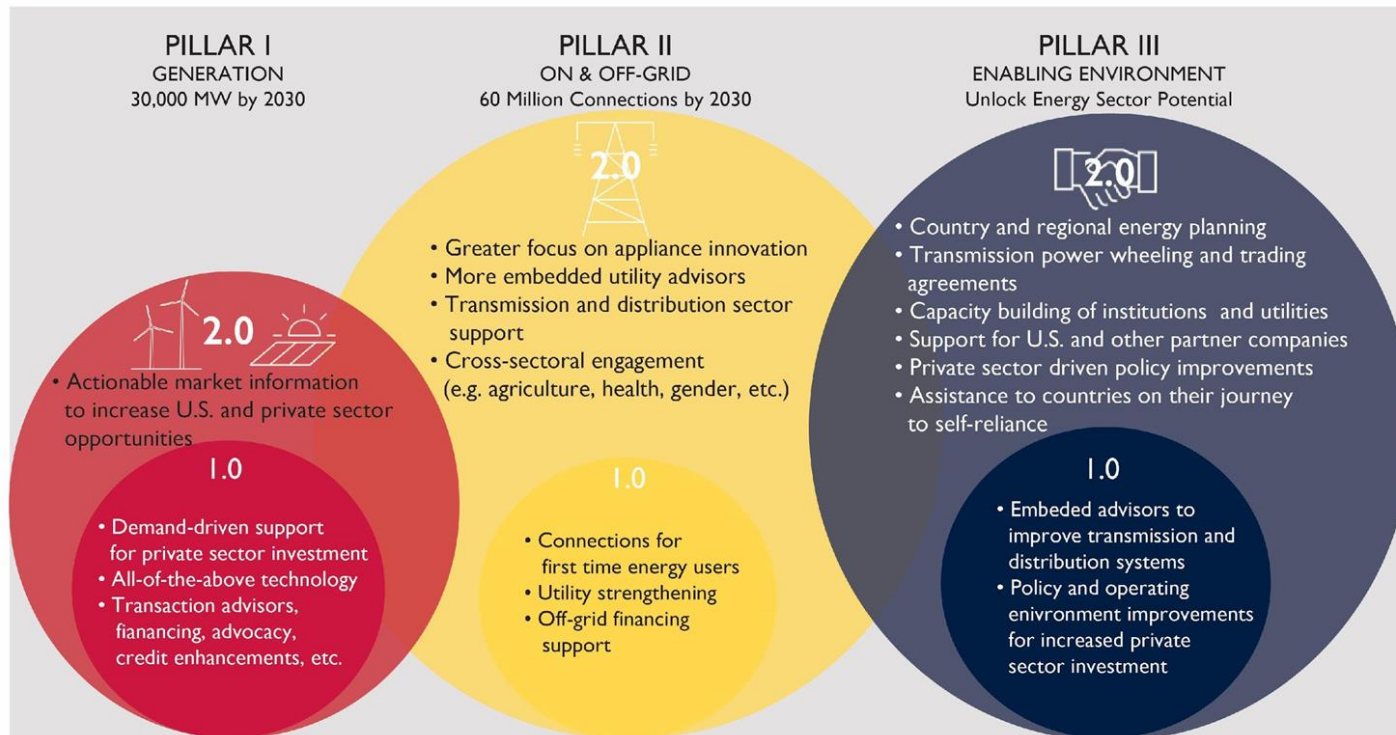 PILLAR I
GENERATION
30,000 MW by 2030
PILLAR II
ON & OFF-GRID
60 Million Connections by 2030
PILLAR III
ENABLING ENVIRONMENT
Unlock Energy Sector Potential
2.0
• Actionable market information
to increase U.S. and private sector
opportunities
1.0
• Demand-driven support
for private sector investment
• All-of-the-above technology
• Transaction advisors,
fianancing, advocacy,
credit enhancements, etc.
2.0
• Greater focus on appliance innovation
• More embedded utility advisors
• Transmission and distribution sector
support
• Cross-sectoral engagement
(e.g. agriculture, health, gender, etc.)
1.0
• Connections for
first time energy users
• Utility strengthening
• Off-grid financing
support
2.0
• Country and regional energy planning
• Transmission power wheeling and trading
agreements
• Capacity building of institutions and utilities
• Support for U.S. and other partner companies
• Private sector driven policy improvements
• Assistance to countries on their journey
to self-reliance
1.0
• Embeded advisors to
improve transmission and
distribution systems
• Policy and operating
enivronment improvements
for increased private
sector investment